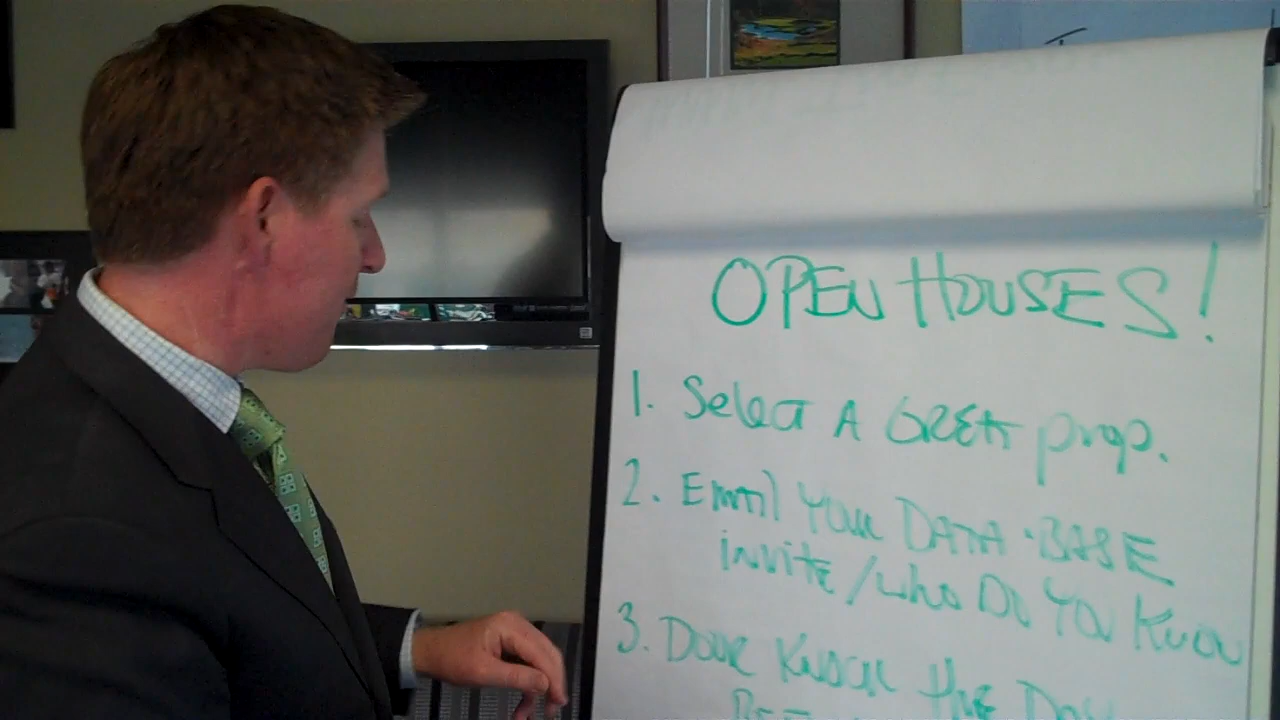 OPEN HOUSES!
1. Select A GREAT prop.
2. Email Your DATA·BASE
invite/who Do You Know
3. Door Knock the Day